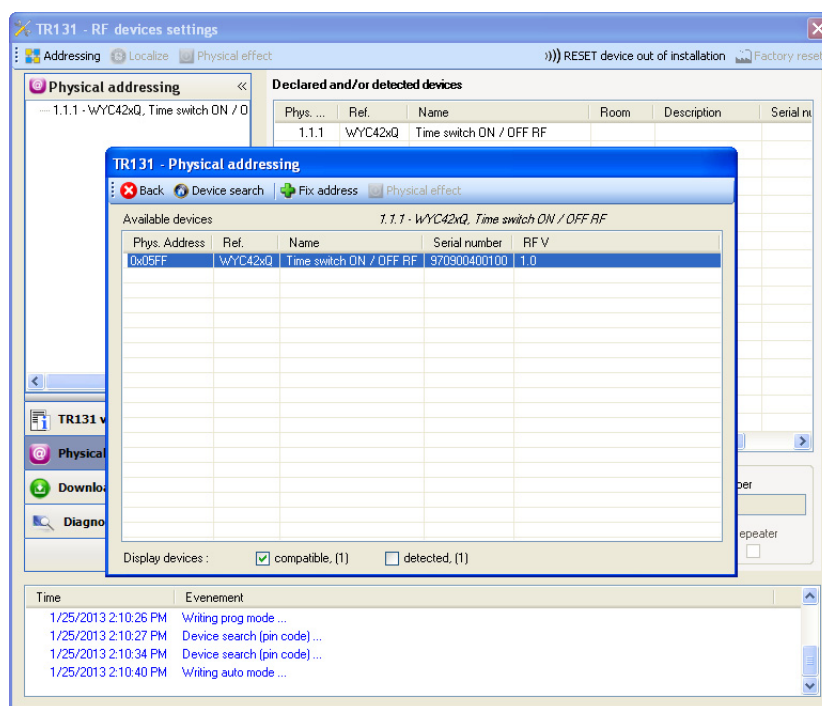 TR131 - RF devices settings
Addressing Localize Physical effect ))) RESET device out of installation Factory reset
Physical addressing «
Declared and/or detected devices
1.1.1 - WYC42xQ, Time switch ON / O
Phys. ... Ref. Name Room Description Serial nu
1.1.1 WYC42xQ Time switch ON / OFF RF
TR131 - Physical addressing
Back Device search Fix address Physical effect
Available devices 1.1.1 - WYC42xQ, Time switch ON / OFF RF
Phys. Address Ref. Name Serial number RF V
0x05FF WYC42xQ Time switch ON / OFF RF 970900400100 1.0
TR131 v
Physical
Downloa
Diagno
ber
epeater
Display devices : compatible, (1) detected, (1)
Time Evenement
1/25/2013 2:10:26 PM Writing prog mode ...
1/25/2013 2:10:27 PM Device search (pin code) ...
1/25/2013 2:10:34 PM Device search (pin code) ...
1/25/2013 2:10:40 PM Writing auto mode ...